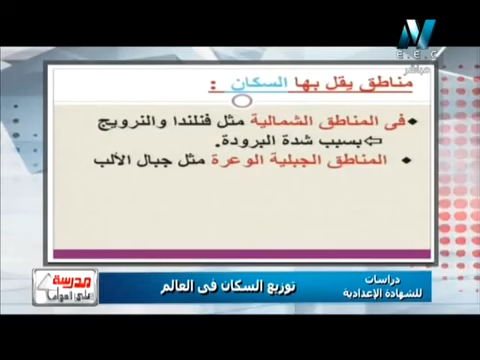 E.E.C
مباشر
مناطق يقل بها السكان :
فى المناطق الشمالية مثل فنلندا والنرويج
بسبب شدة البرودة.
المناطق الجبلية الوعرة مثل جبال الألب
دراسات
للشهادة الإعدادية
توزيع السكان فى العالم
مدرسة
على الهواء